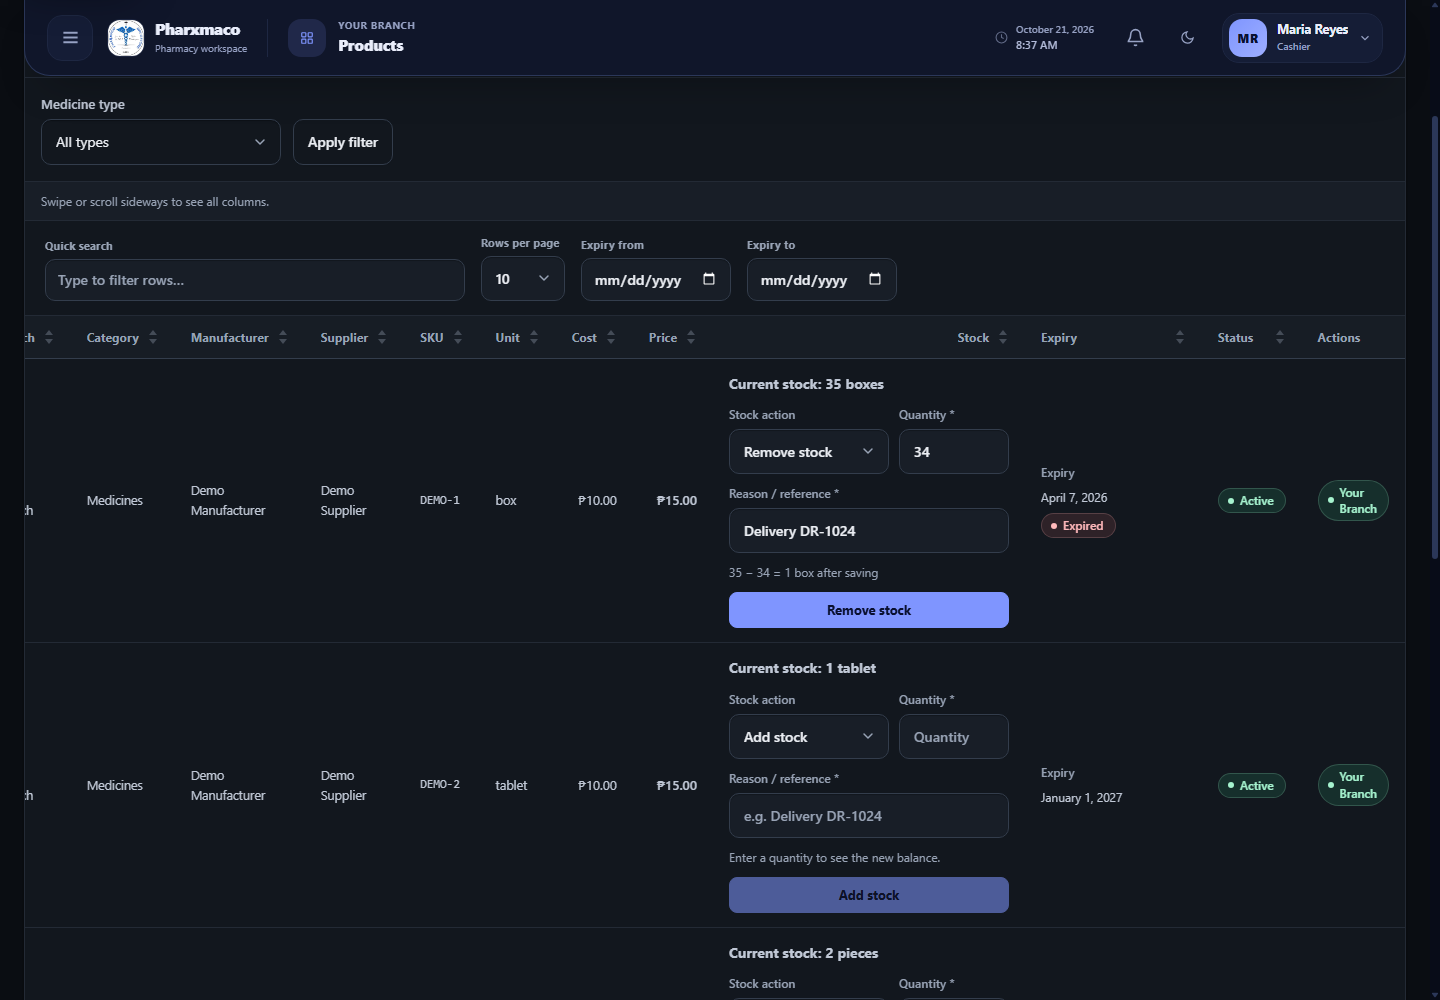 Pharxmaco
Pharmacy workspace
YOUR BRANCH
Products
October 21, 2026
8:37 AM
MR
Maria Reyes
Cashier
Medicine type
All types
Apply filter
Swipe or scroll sideways to see all columns.
Quick search
Rows per page
Expiry from
Expiry to
Type to filter rows...
10
mm/dd/yyyy
mm/dd/yyyy
ch Category Manufacturer Supplier SKU Unit Cost Price Stock Expiry Status Actions
Current stock: 35 boxes
Stock action
Quantity *
Remove stock
34
Reason / reference *
Delivery DR-1024
35 − 34 = 1 box after saving
Remove stock
h
Medicines
Demo
Manufacturer
Demo
Supplier
DEMO-1
box
₱10.00
₱15.00
Expiry
April 7, 2026
Expired
Active
Your
Branch
Current stock: 1 tablet
Stock action
Quantity *
Add stock
Quantity
Reason / reference *
e.g. Delivery DR-1024
Enter a quantity to see the new balance.
Add stock
h
Medicines
Demo
Manufacturer
Demo
Supplier
DEMO-2
tablet
₱10.00
₱15.00
Expiry
January 1, 2027
Active
Your
Branch
Current stock: 2 pieces
Stock action
Quantity *